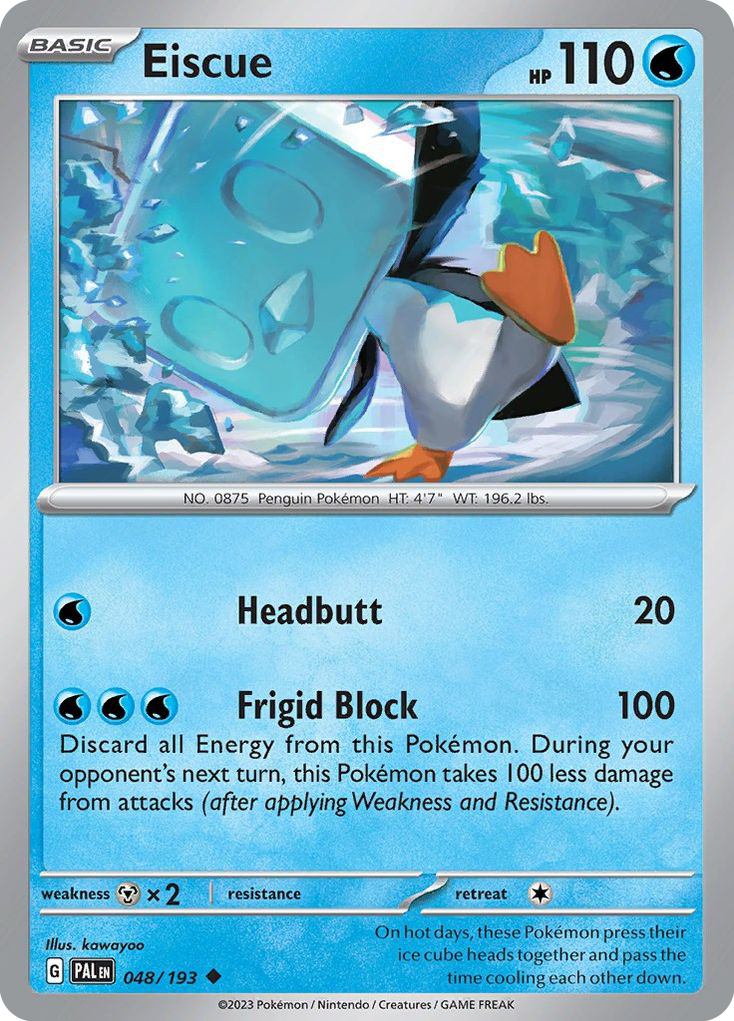 BASIC
Eiscue
HP 110
NO. 0875 Penguin Pokémon HT: 4'7" WT: 196.2 lbs.
Headbutt 20
Frigid Block 100
Discard all Energy from this Pokémon. During your
opponent's next turn, this Pokémon takes 100 less damage
from attacks (after applying Weakness and Resistance).
weakness ×2 resistance retreat
Illus. kawayoo
On hot days, these Pokémon press their
ice cube heads together and pass the
time cooling each other down.
G PAL EN 048/193
©2023 Pokémon / Nintendo / Creatures / GAME FREAK